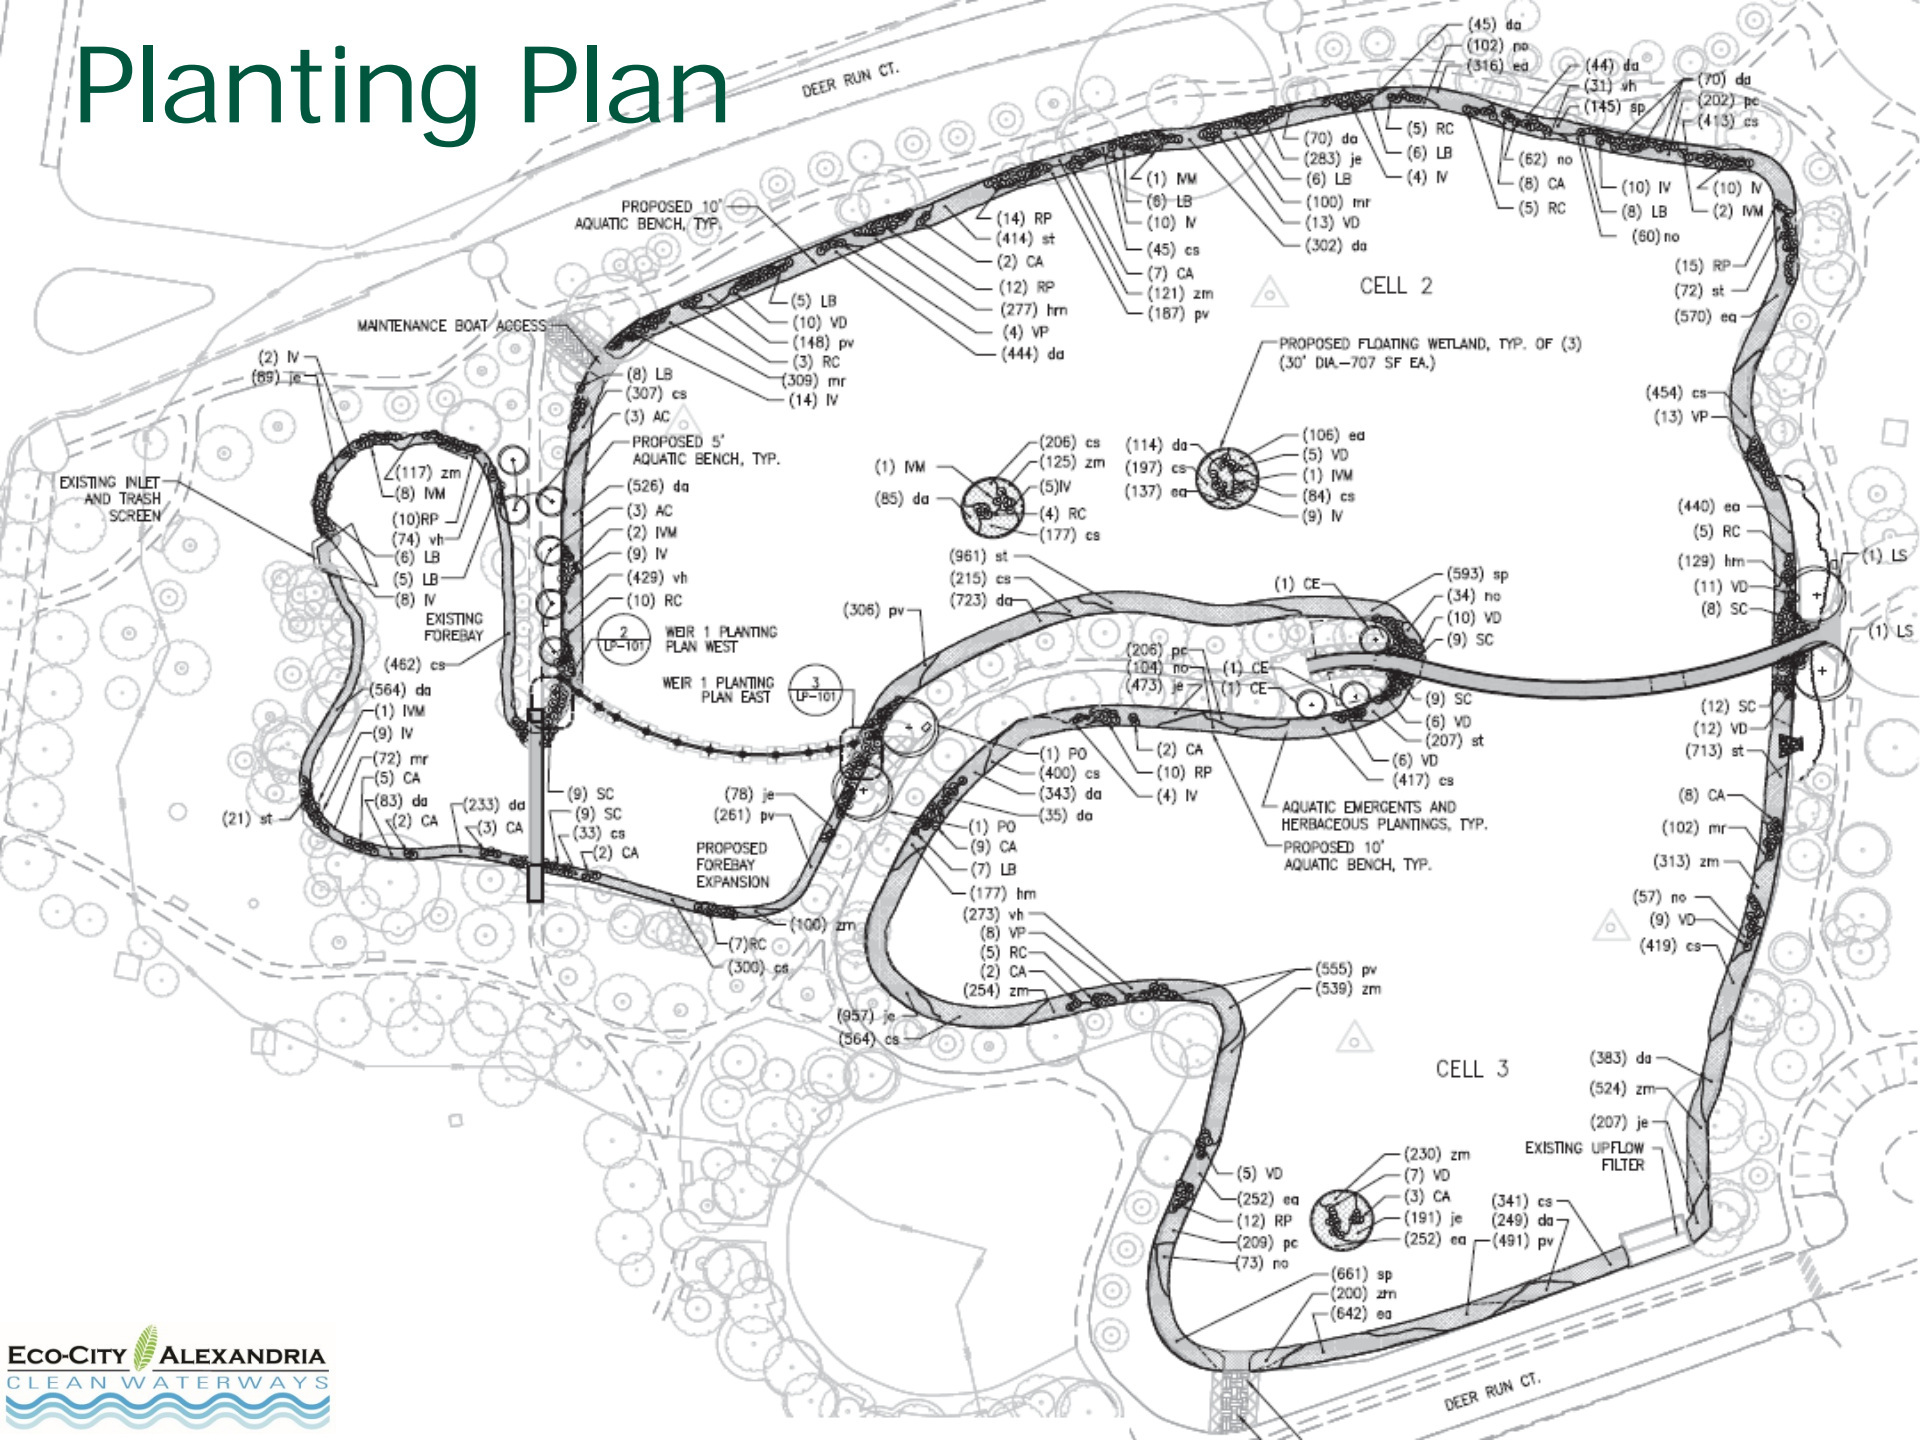 Planting Plan
DEER RUN CT.
(45) da
(102) no
(316) ea
(44) da
(31) vh
(145) sp
(70) da
(202) pc
(413) cs
(5) RC
(6) LB
(4) IV
(70) da
(283) je
(6) LB
(100) mr
(13) VD
(302) da
(62) no
(8) CA
(5) RC
(10) IV
(8) LB
(60) no
(10) IV
(2) IVM
(1) IVM
(6) LB
(10) IV
(45) cs
(7) CA
(121) zm
(187) pv
PROPOSED 10'
AQUATIC BENCH, TYP.
(14) RP
(414) st
(2) CA
(12) RP
(277) hm
(4) VP
(444) da
(15) RP
(72) st
(570) ea
CELL 2
(5) LB
(10) VD
(148) pv
(3) RC
(309) mr
(14) IV
MAINTENANCE BOAT ACCESS
(2) IV
(89) je
(8) LB
(307) cs
(3) AC
PROPOSED FLOATING WETLAND, TYP. OF (3)
(30' DIA.-707 SF EA.)
(454) cs
(13) VP
PROPOSED 5'
AQUATIC BENCH, TYP.
(526) da
(3) AC
(2) IVM
(9) IV
(429) vh
(10) RC
(206) cs
(125) zm
(5)IV
(4) RC
(177) cs
(1) IVM
(85) da
(114) da
(197) cs
(137) ea
(106) ea
(5) VD
(1) IVM
(84) cs
(9) IV
EXISTING INLET
AND TRASH
SCREEN
(117) zm
(8) IVM
(10)RP
(74) vh
(6) LB
(5) LB
(8) IV
EXISTING
FOREBAY
(462) cs
(440) ea
(5) RC
(129) hm
(11) VD
(8) SC
(1) LS
(1) LS
(961) st
(215) cs
(723) da
(306) pv
(1) CE
(593) sp
(34) no
(10) VD
(9) SC
2
LP-101
WEIR 1 PLANTING
PLAN WEST
WEIR 1 PLANTING
PLAN EAST
3
LP-101
(206) pc
(104) no
(473) je
(1) CE
(1) CE
(9) SC
(6) VD
(207) st
(6) VD
(417) cs
(12) SC
(12) VD
(713) st
(564) da
(1) IVM
(9) IV
(72) mr
(5) CA
(83) da
(2) CA
(21) st
(233) da
(3) CA
(9) SC
(9) SC
(33) cs
(2) CA
(78) je
(261) pv
(1) PO
(400) cs
(343) da
(35) da
(2) CA
(10) RP
(4) IV
AQUATIC EMERGENTS AND
HERBACEOUS PLANTINGS, TYP.
PROPOSED 10'
AQUATIC BENCH, TYP.
(8) CA
(102) mr
(313) zm
(57) no
(9) VD
(419) cs
PROPOSED
FOREBAY
EXPANSION
(1) PO
(9) CA
(7) LB
(177) hm
(273) vh
(8) VP
(5) RC
(2) CA
(254) zm
(100) zm
(7)RC
(300) cs
(555) pv
(539) zm
(957) je
(564) cs
CELL 3
(383) da
(524) zm
(207) je
EXISTING UPFLOW
FILTER
(5) VD
(252) ea
(12) RP
(209) pc
(73) no
(230) zm
(7) VD
(3) CA
(191) je
(252) ea
(341) cs
(249) da
(491) pv
(661) sp
(200) zm
(642) ea
DEER RUN CT.
ECO-CITY ALEXANDRIA
CLEAN WATERWAYS